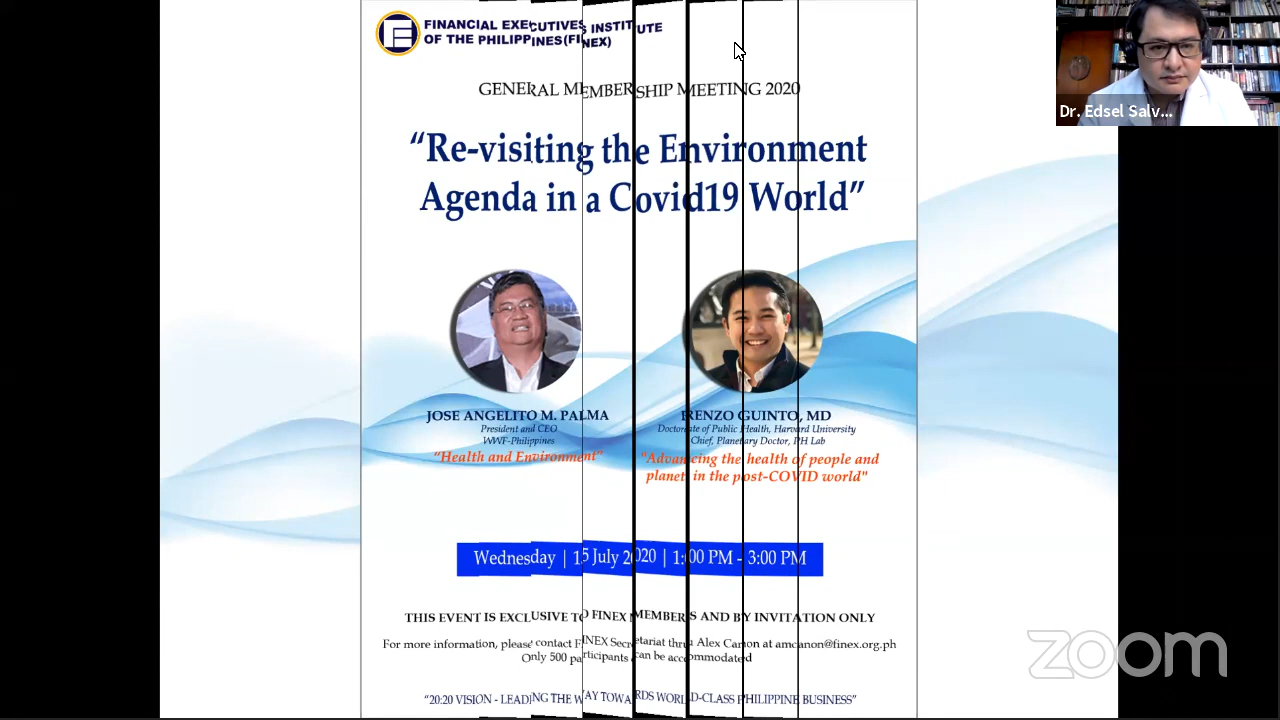 FINANCIAL EXECUTIVES INSTITUTE
OF THE PHILIPPINES(FINEX)
GENERAL MEMBERSHIP MEETING 2020
“Re-visiting the Environment
Agenda in a Covid19 World”
JOSE ANGELITO M. PALMA
President and CEO
WWF-Philippines
“Health and Environment”
RENZO GUINTO, MD
Doctorate of Public Health, Harvard University
Chief, Planetary Doctor, PH Lab
"Advancing the health of people and
planet in the post-COVID world"
Wednesday | 15 July 2020 | 1:00 PM - 3:00 PM
THIS EVENT IS EXCLUSIVE TO FINEX MEMBERS AND BY INVITATION ONLY
For more information, please contact FINEX Secretariat thru Alex Canon at amcanon@finex.org.ph
Only 500 participants can be accommodated
“20:20 VISION - LEADING THE WAY TOWARDS WORLD-CLASS PHILIPPINE BUSINESS”
Dr. Edsel Salv...
zoom